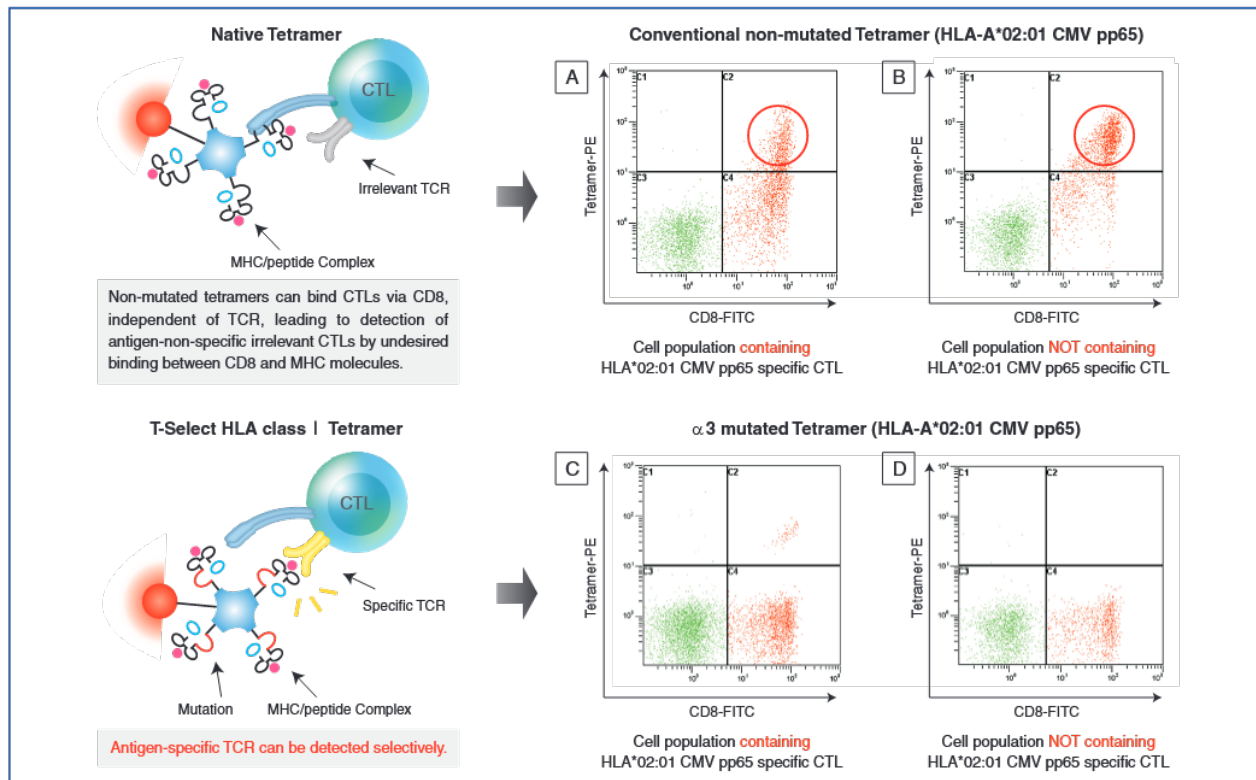 Native Tetramer
CTL
Irrelevant TCR
MHC/peptide Complex
Non-mutated tetramers can bind CTLs via CD8,
independent of TCR, leading to detection of
antigen-non-specific irrelevant CTLs by undesired
binding between CD8 and MHC molecules.
Conventional non-mutated Tetramer (HLA-A*02:01 CMV pp65)
A
C1
C2
C3
C4
Tetramer-PE
CD8-FITC
Cell population containing
HLA*02:01 CMV pp65 specific CTL
B
C1
C2
C3
C4
Tetramer-PE
CD8-FITC
Cell population NOT containing
HLA*02:01 CMV pp65 specific CTL
T-Select HLA class I Tetramer
CTL
Specific TCR
Mutation
MHC/peptide Complex
Antigen-specific TCR can be detected selectively.
α3 mutated Tetramer (HLA-A*02:01 CMV pp65)
C
C1
C2
C3
C4
Tetramer-PE
CD8-FITC
Cell population containing
HLA*02:01 CMV pp65 specific CTL
D
C1
C2
C3
C4
Tetramer-PE
CD8-FITC
Cell population NOT containing
HLA*02:01 CMV pp65 specific CTL